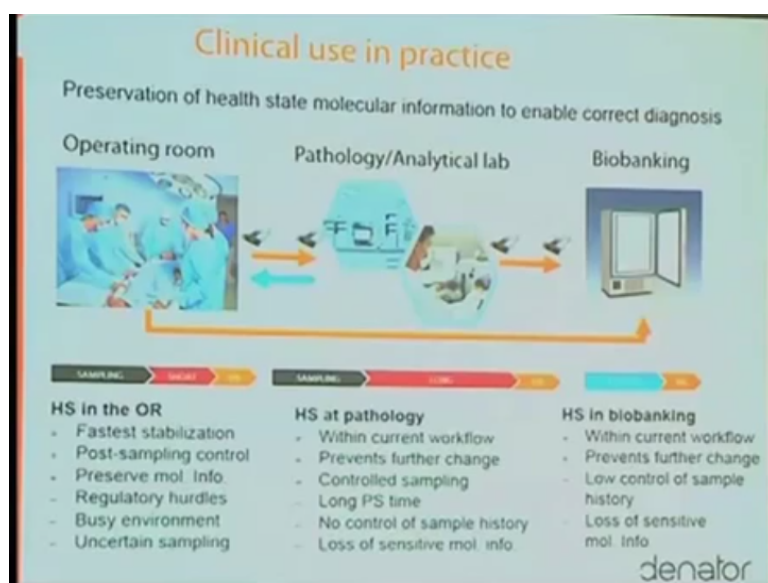 Clinical use in practice
Preservation of health state molecular information to enable correct diagnosis
Operating room
Pathology/Analytical lab
Biobanking
SAMPLING
SHORT
HS
SAMPLING
LONG
HS
HS
HS in the OR
+ Fastest stabilization
+ Post-sampling control
+ Preserve mol. Info.
- Regulatory hurdles
- Busy environment
- Uncertain sampling
HS at pathology
+ Within current workflow
+ Prevents further change
+ Controlled sampling
- Long PS time
- No control of sample history
- Loss of sensitive mol. info.
HS in biobanking
+ Within current workflow
+ Prevents further change
- Low control of sample
history
- Loss of sensitive
mol. Info
denator